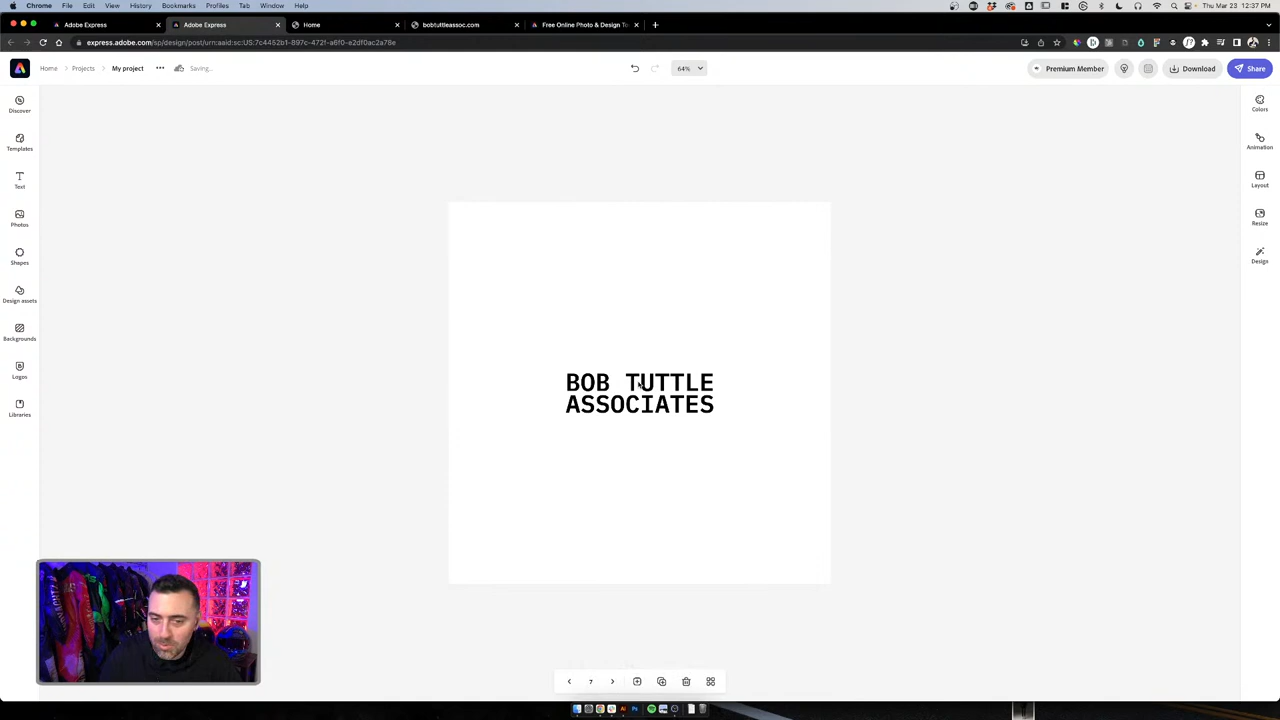 Chrome File Edit View History Bookmarks Profiles Tab Window Help
Thu Mar 23 12:37 PM
Adobe Express
Adobe Express
Home
bobtuttleassoc.com
Free Online Photo & Design To
express.adobe.com/sp/design/post/urn:aaid:sc:US:7c4452b1-897c-472f-a6f0-e2df0ac2a78e
Home
Projects
My project
Saving...
64%
Premium Member
Download
Share
Discover
Templates
Text
Photos
Shapes
Design assets
Backgrounds
Logos
Libraries
BOB TUTTLE
ASSOCIATES
Colors
Animation
Layout
Resize
Design
7